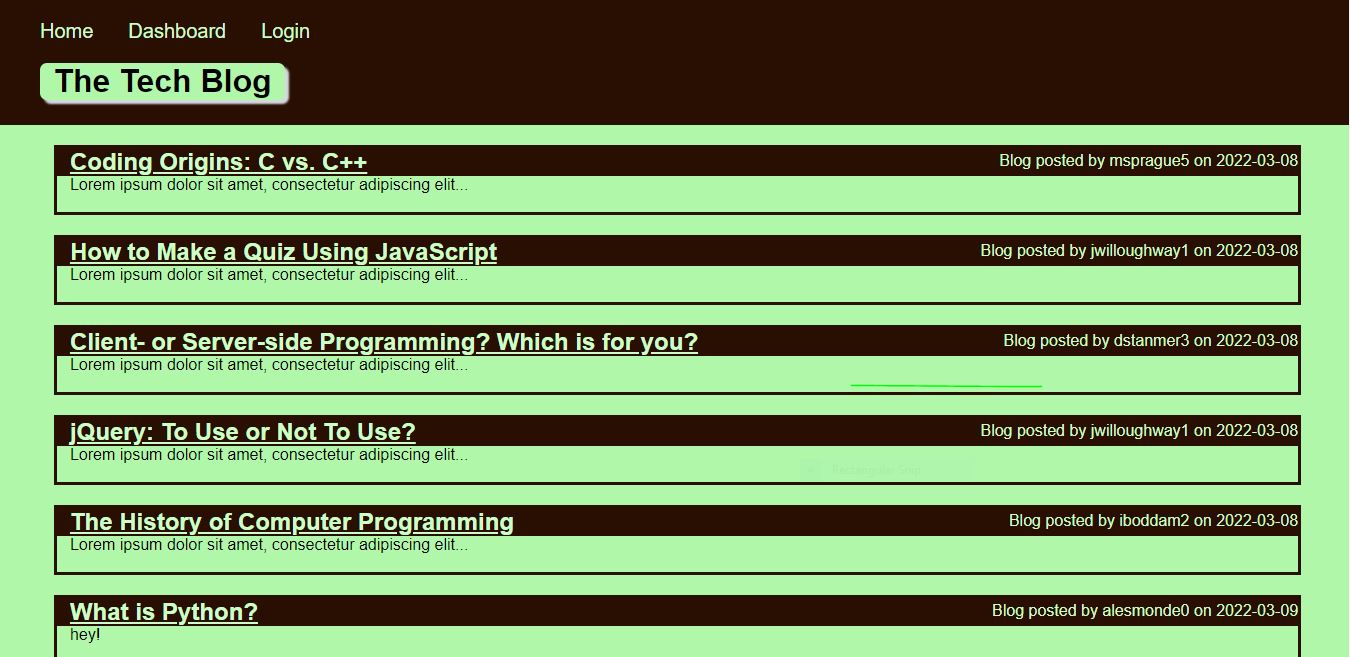 Home Dashboard Login
The Tech Blog
Coding Origins: C vs. C++ Blog posted by msprague5 on 2022-03-08
Lorem ipsum dolor sit amet, consectetur adipiscing elit...
How to Make a Quiz Using JavaScript Blog posted by jwilloughway1 on 2022-03-08
Lorem ipsum dolor sit amet, consectetur adipiscing elit...
Client- or Server-side Programming? Which is for you? Blog posted by dstanmer3 on 2022-03-08
Lorem ipsum dolor sit amet, consectetur adipiscing elit...
jQuery: To Use or Not To Use? Blog posted by jwilloughway1 on 2022-03-08
Lorem ipsum dolor sit amet, consectetur adipiscing elit...
Rectangular Snip
The History of Computer Programming Blog posted by iboddam2 on 2022-03-08
Lorem ipsum dolor sit amet, consectetur adipiscing elit...
What is Python? Blog posted by alesmonde0 on 2022-03-09
hey!